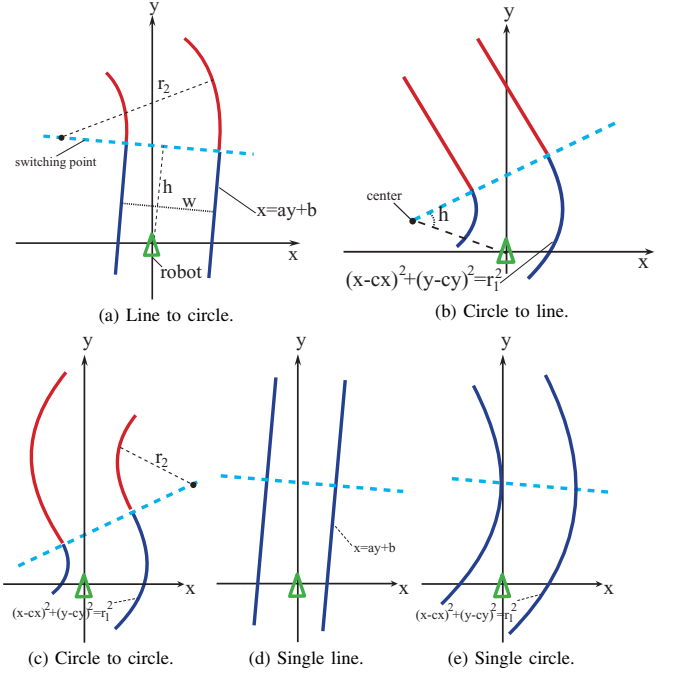 y
r₂
switching point
h
w
x=ay+b
x
robot
(a) Line to circle.
y
center
h
x
(x-cx)²+(y-cy)²=r₁²
(b) Circle to line.
y
r₂
x
(x-cx)²+(y-cy)²=r₁²
(c) Circle to circle.
y
x=ay+b
x
(d) Single line.
y
x
(x-cx)²+(y-cy)²=r₁²
(e) Single circle.